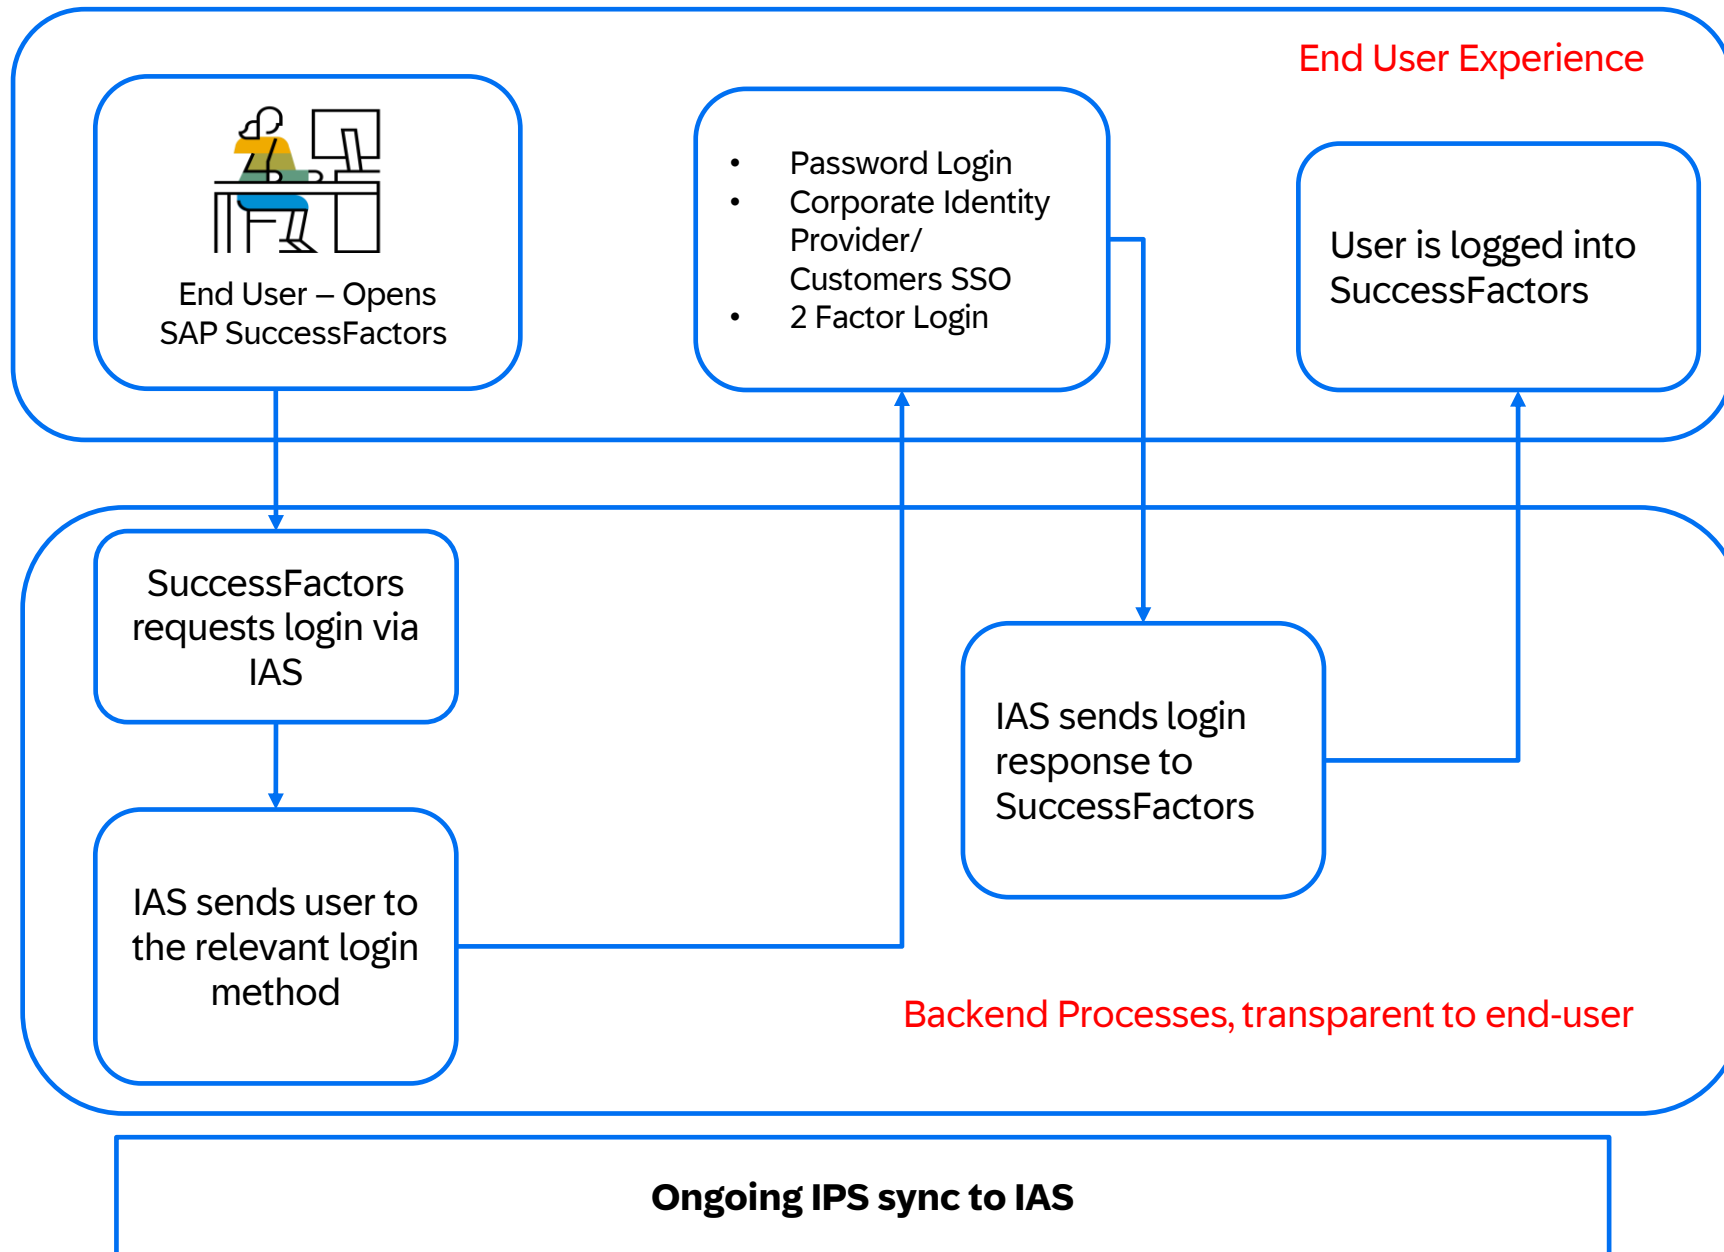 End User Experience
End User – Opens
SAP SuccessFactors
• Password Login
• Corporate Identity
Provider/
Customers SSO
• 2 Factor Login
User is logged into
SuccessFactors
SuccessFactors
requests login via
IAS
IAS sends user to
the relevant login
method
IAS sends login
response to
SuccessFactors
Backend Processes, transparent to end-user
Ongoing IPS sync to IAS